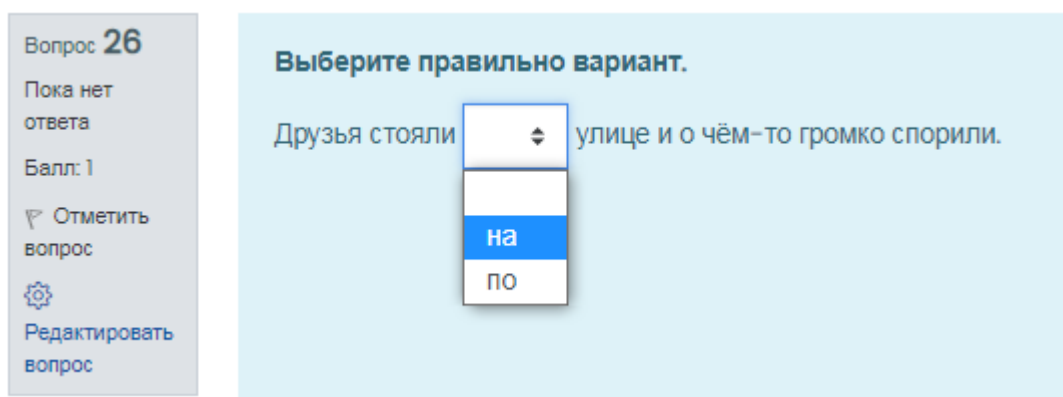 Вопрос 26
Пока нет
ответа
Балл: 1
Отметить
вопрос
Редактировать
вопрос
Выберите правильно вариант.
Друзья стояли улице и о чём-то громко спорили.
на
по